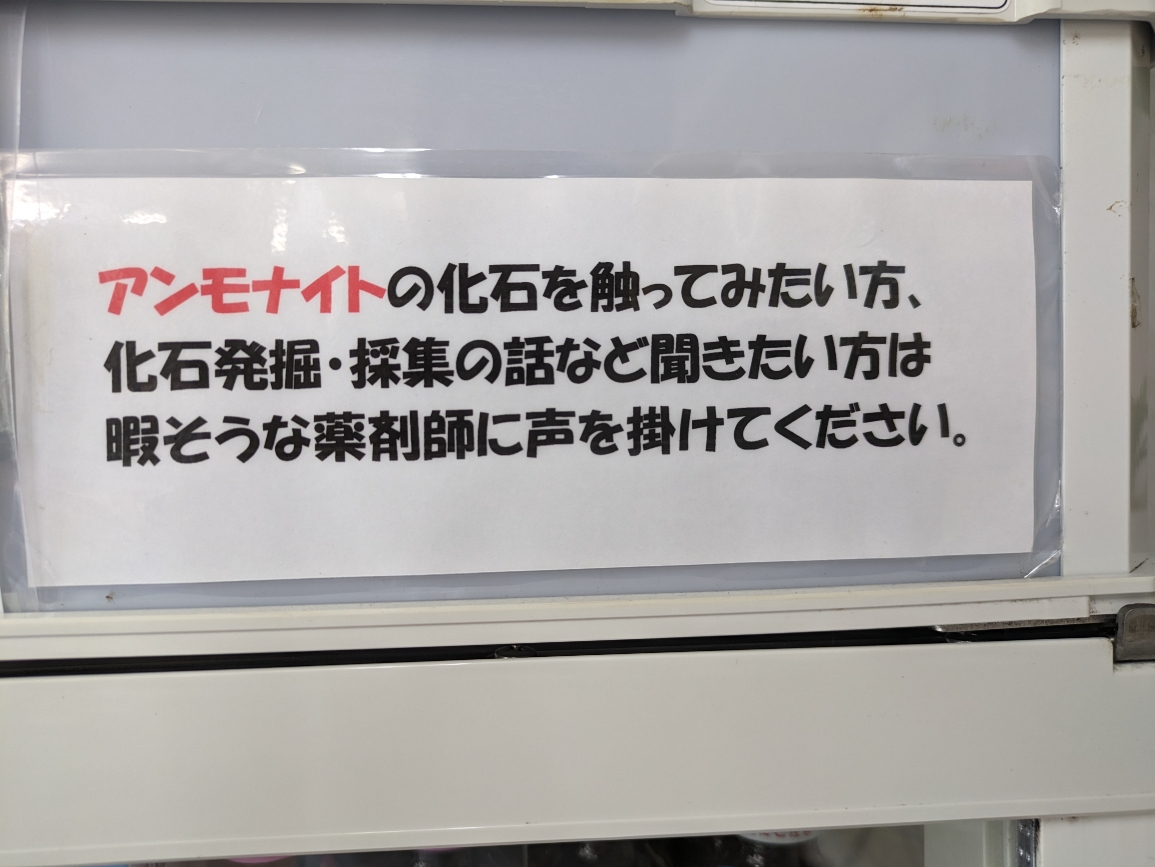 アンモナイトの化石を触ってみたい方、
化石発掘・採集の話など聞きたい方は
暇そうな薬剤師に声を掛けてください。